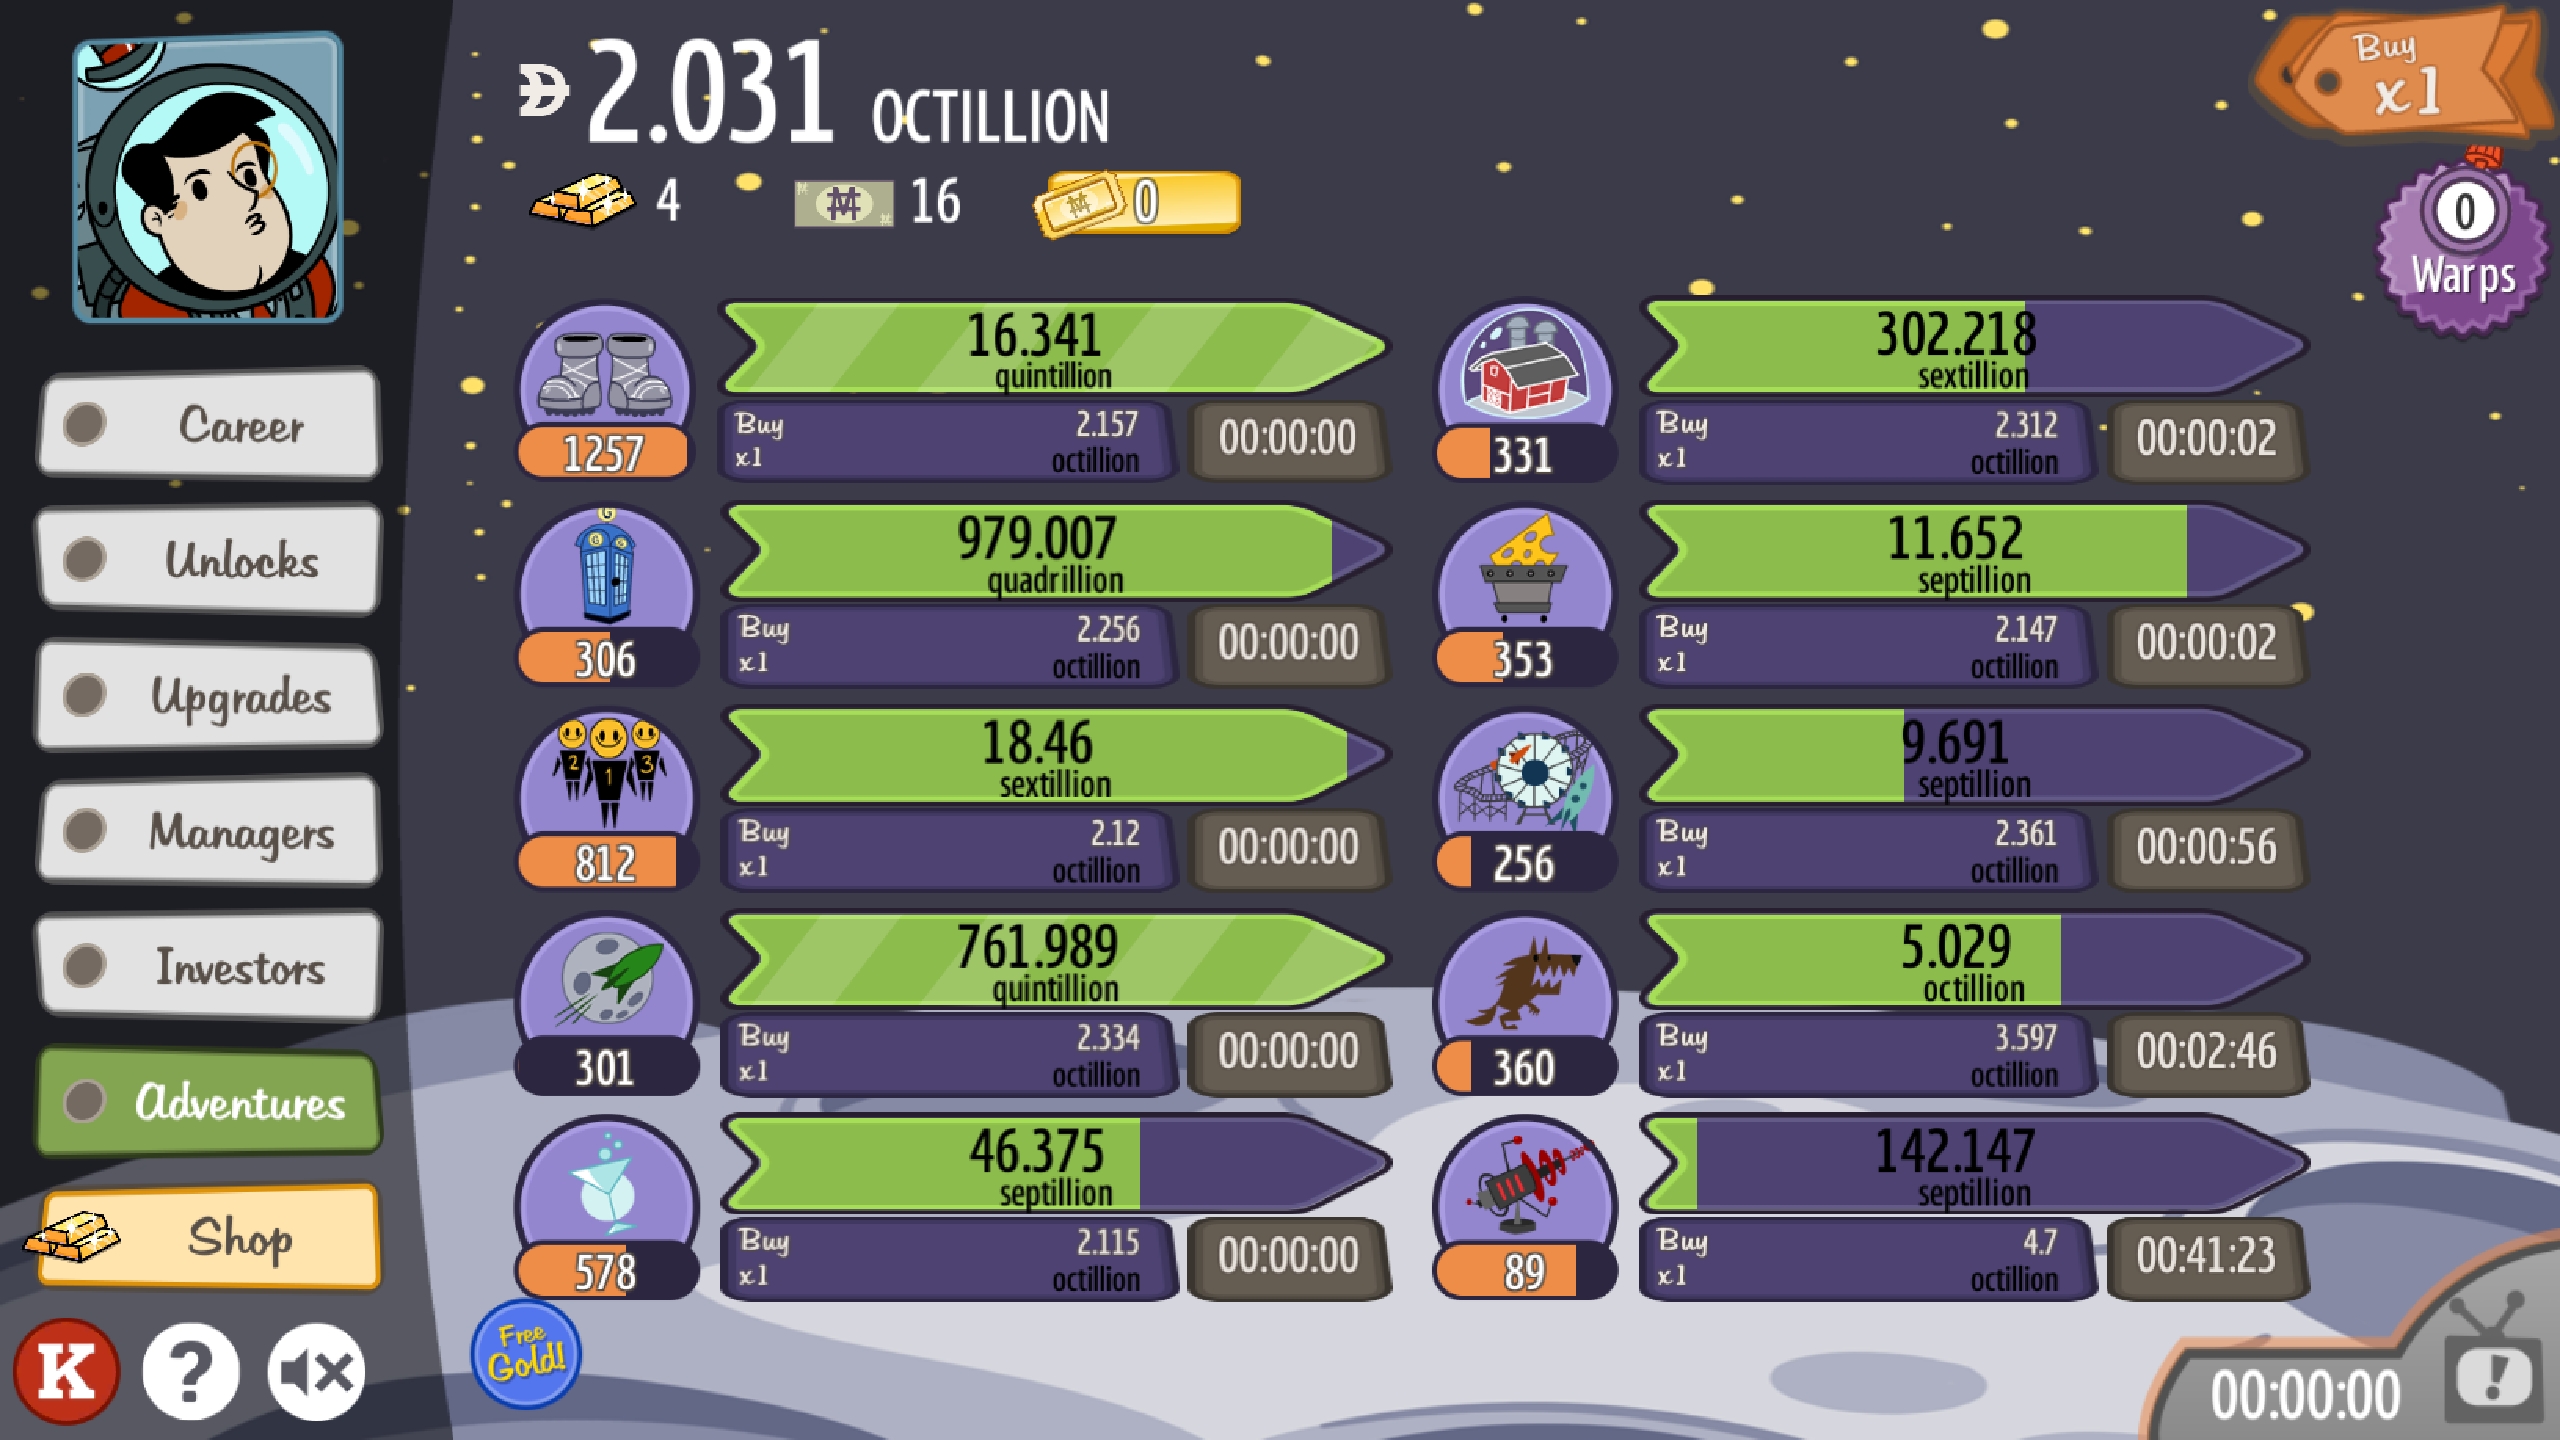 2.031 OCTILLION
Buy
x1
4 16 0
0
Warps
Career
Unlocks
Upgrades
Managers
Investors
Adventures
Shop
K ?
16.341
quintillion
1257
Buy 2.157
x1 octillion
00:00:00
979.007
quadrillion
306
Buy 2.256
x1 octillion
00:00:00
2 1 3
18.46
sextillion
812
Buy 2.12
x1 octillion
00:00:00
761.989
quintillion
301
Buy 2.334
x1 octillion
00:00:00
46.375
septillion
578
Buy 2.115
x1 octillion
00:00:00
302.218
sextillion
331
Buy 2.312
x1 octillion
00:00:02
11.652
septillion
353
Buy 2.147
x1 octillion
00:00:02
9.691
septillion
256
Buy 2.361
x1 octillion
00:00:56
5.029
octillion
360
Buy 3.597
x1 octillion
00:02:46
142.147
septillion
89
Buy 4.7
x1 octillion
00:41:23
Free
Gold!
00:00:00 !